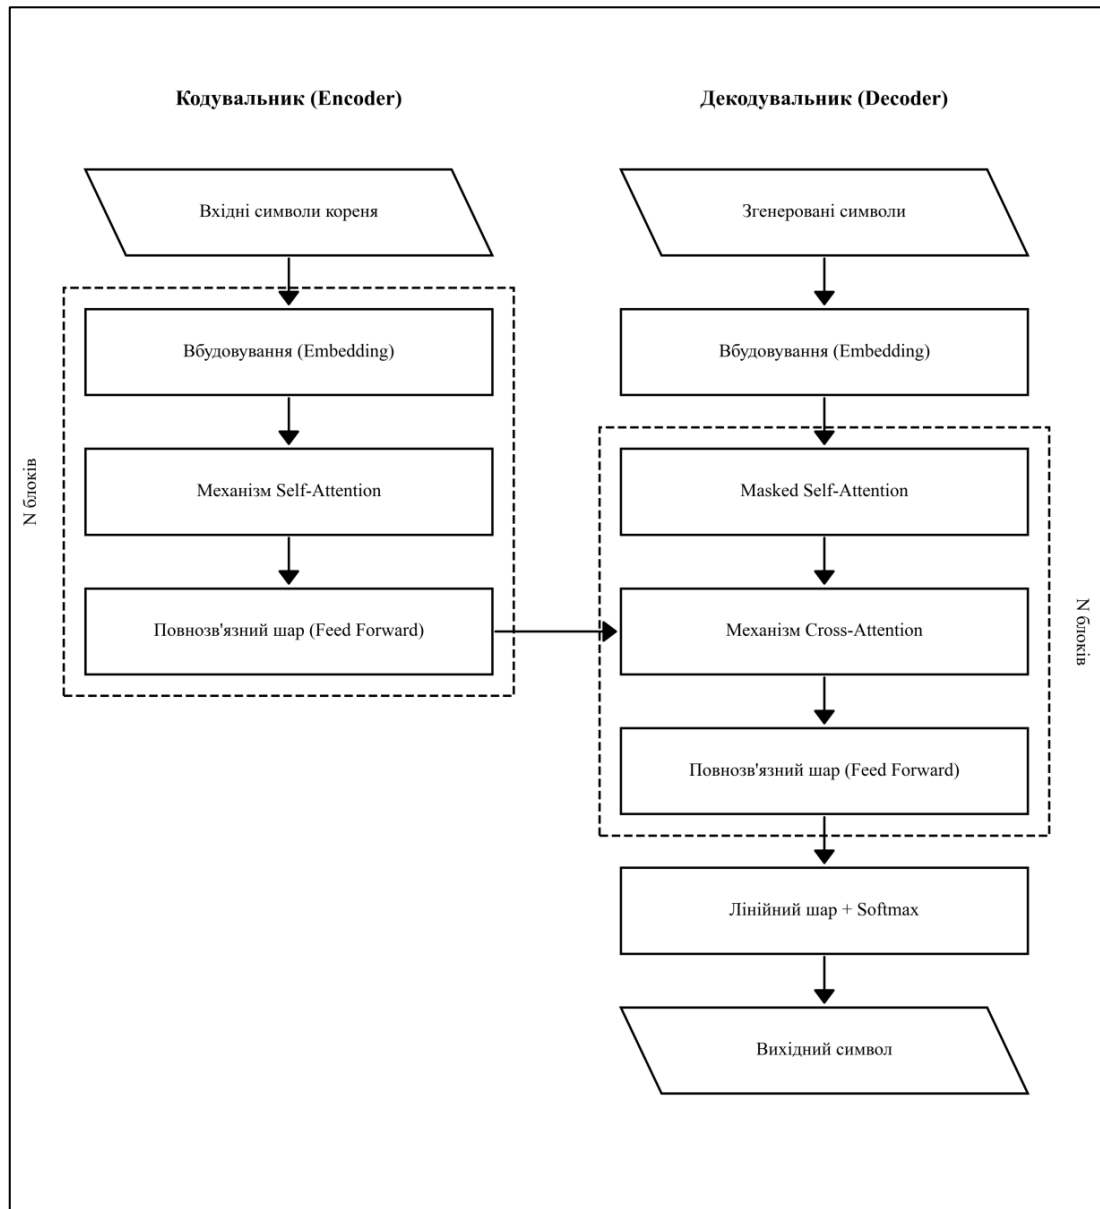 Кодувальник (Encoder)
Вхідні символи кореня
Вбудовування (Embedding)
Механізм Self-Attention
Повнозв'язний шар (Feed Forward)
N блоків
Декодувальник (Decoder)
Згенеровані символи
Вбудовування (Embedding)
Masked Self-Attention
Механізм Cross-Attention
Повнозв'язний шар (Feed Forward)
N блоків
Лінійний шар + Softmax
Вихідний символ